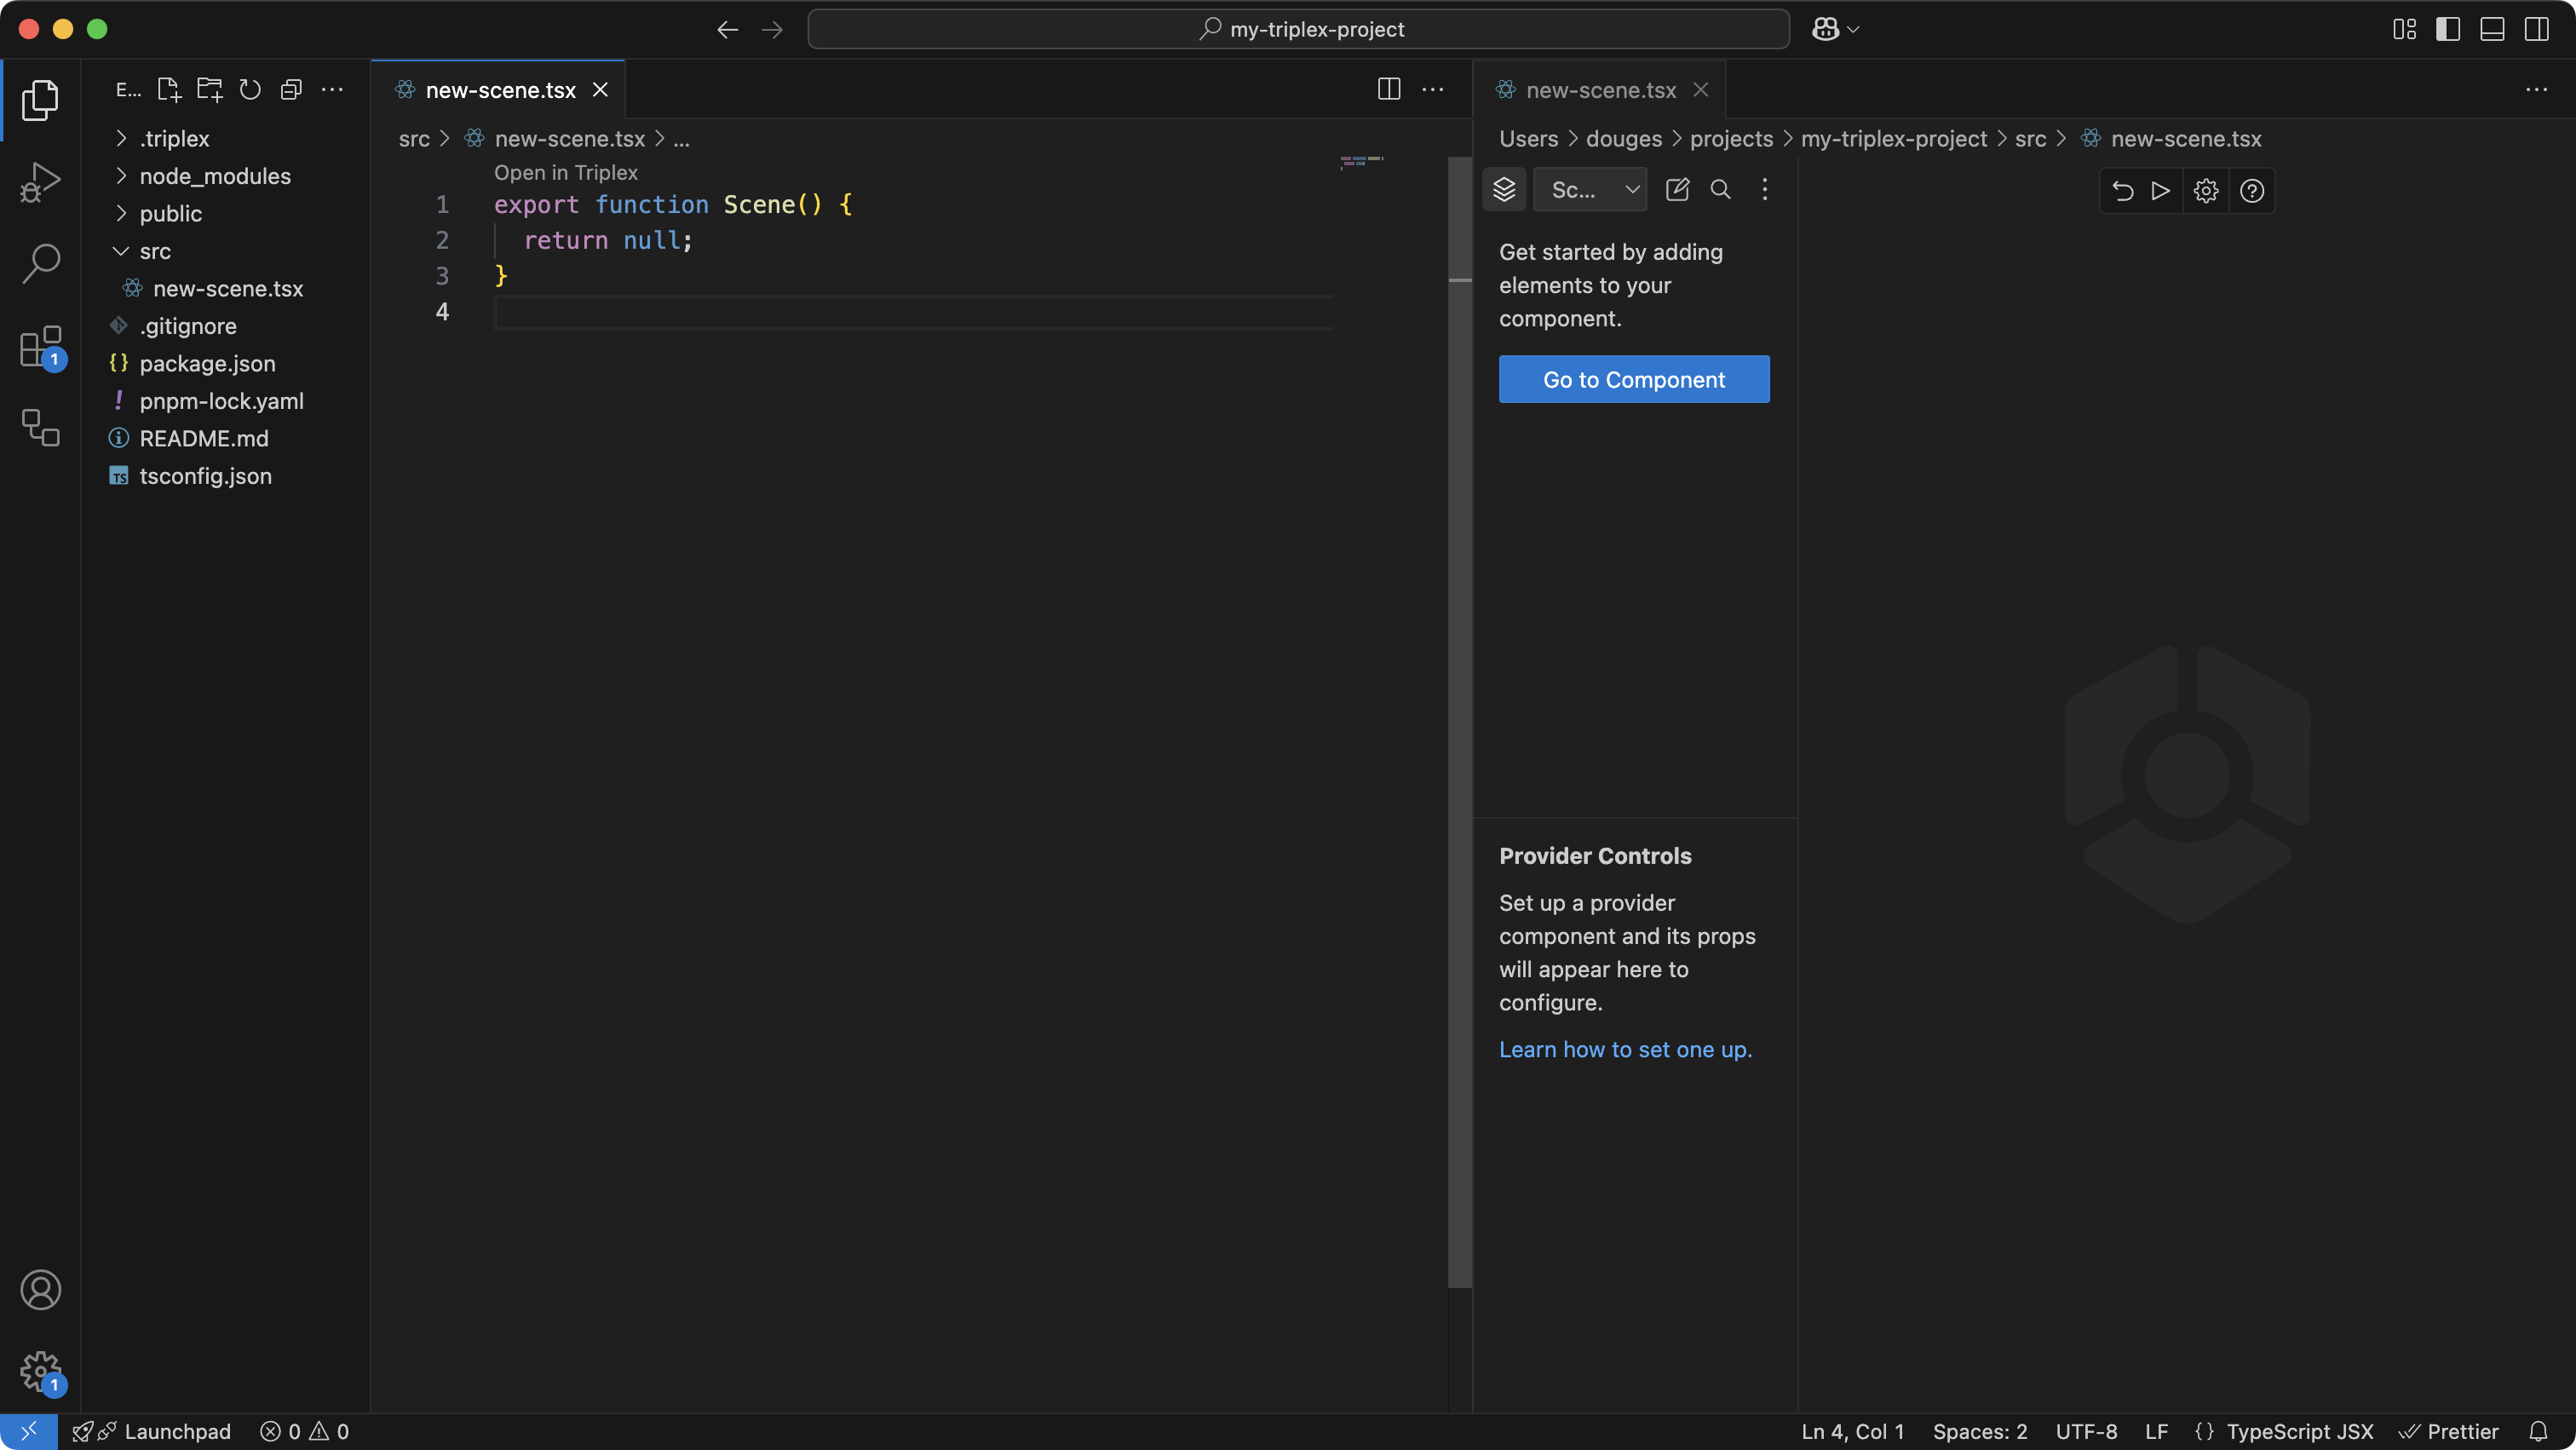 my-triplex-project
E...
.triplex
node_modules
public
src
new-scene.tsx
.gitignore
package.json
pnpm-lock.yaml
README.md
tsconfig.json
1
1
new-scene.tsx
src > new-scene.tsx > ...
Open in Triplex
1 export function Scene() {
2 return null;
3 }
4
new-scene.tsx
Users > douges > projects > my-triplex-project > src > new-scene.tsx
Sc...
Get started by adding
elements to your
component.
Go to Component
Provider Controls
Set up a provider
component and its props
will appear here to
configure.
Learn how to set one up.
Launchpad 0 0 Ln 4, Col 1 Spaces: 2 UTF-8 LF {} TypeScript JSX Prettier